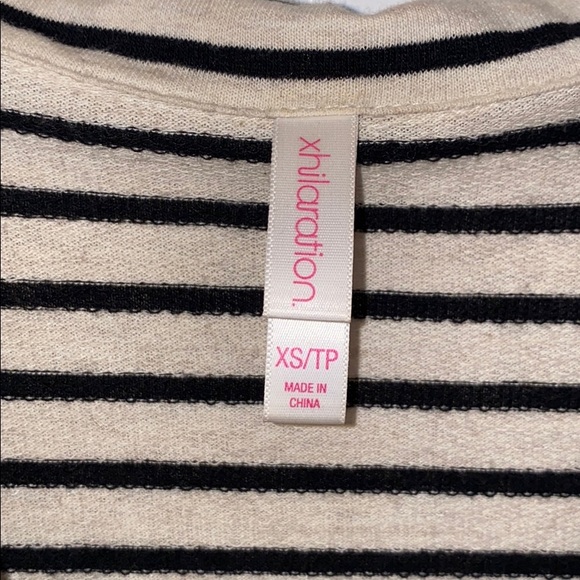 xhilaration.
XS/TP
MADE IN
CHINA